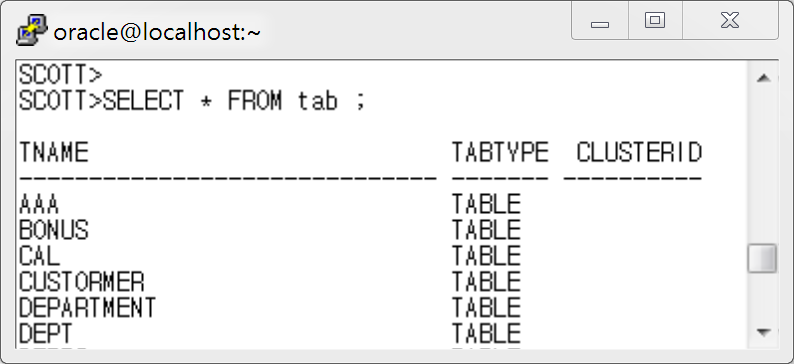 oracle@localhost:~
SCOTT>
SCOTT>SELECT * FROM tab ;
TNAME TABTYPE CLUSTERID
------------------------------ ------- ----------
AAA TABLE
BONUS TABLE
CAL TABLE
CUSTORMER TABLE
DEPARTMENT TABLE
DEPT TABLE